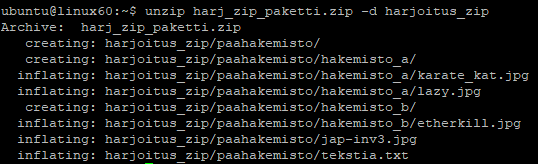 ubuntu@linux60:~$ unzip harj_zip_paketti.zip -d harjoitus_zip
Archive:  harj_zip_paketti.zip
   creating: harjoitus_zip/paahakemisto/
   creating: harjoitus_zip/paahakemisto/hakemisto_a/
  inflating: harjoitus_zip/paahakemisto/hakemisto_a/karate_kat.jpg
  inflating: harjoitus_zip/paahakemisto/hakemisto_a/lazy.jpg
   creating: harjoitus_zip/paahakemisto/hakemisto_b/
  inflating: harjoitus_zip/paahakemisto/hakemisto_b/etherkill.jpg
  inflating: harjoitus_zip/paahakemisto/jap-inv3.jpg
  inflating: harjoitus_zip/paahakemisto/tekstia.txt